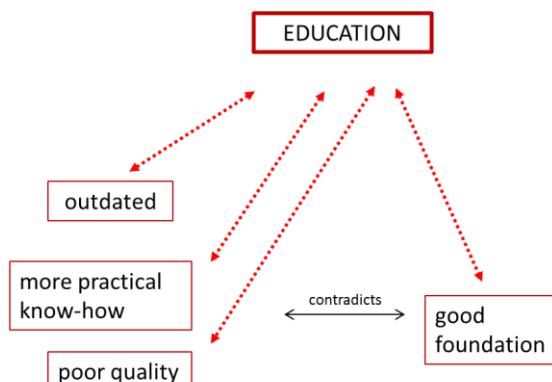 EDUCATION
outdated
more practical
know-how
contradicts
good
foundation
poor quality